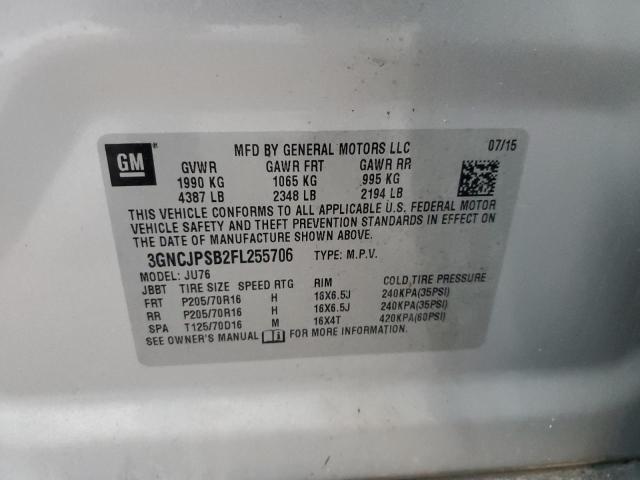 GM
MFD BY GENERAL MOTORS LLC 07/15
GVWR GAWR FRT GAWR RR
1990 KG 1065 KG 995 KG
4387 LB 2348 LB 2194 LB
THIS VEHICLE CONFORMS TO ALL APPLICABLE U.S. FEDERAL MOTOR
VEHICLE SAFETY AND THEFT PREVENTION STANDARDS IN EFFECT ON
THE DATE OF MANUFACTURE SHOWN ABOVE.
3GNCJPSB2FL255706 TYPE: M.P.V.
MODEL: JU76
JBBT TIRE SIZE SPEED RTG RIM COLD TIRE PRESSURE
FRT P205/70R16 H 16X6.5J 240KPA(35PSI)
RR P205/70R16 H 16X6.5J 240KPA(35PSI)
SPA T125/70D16 M 16X4T 420KPA(60PSI)
SEE OWNER'S MANUAL FOR MORE INFORMATION.